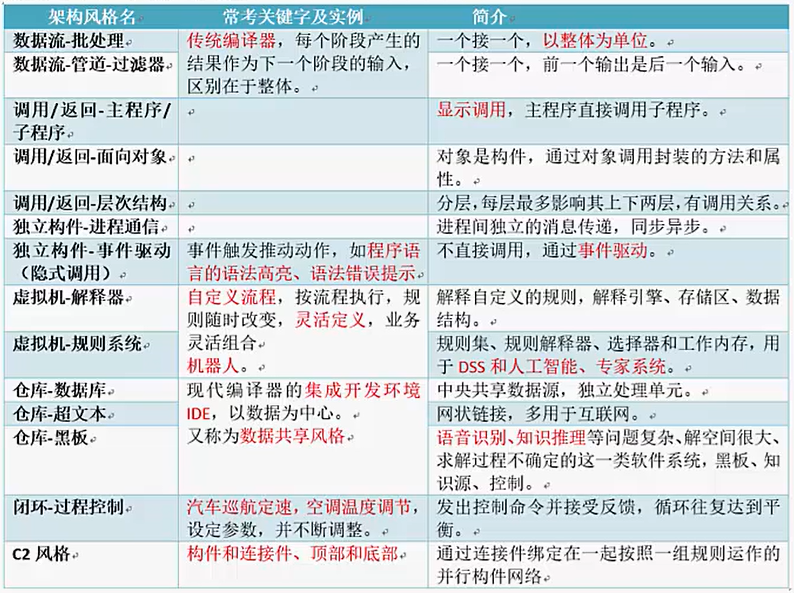 架构风格名 常考关键字及实例 简介
数据流-批处理 传统编译器，每个阶段产生的 一个接一个，以整体为单位。
数据流-管道-过滤器 结果作为下一个阶段的输入， 一个接一个，前一个输出是后一个输入。
区别在于整体。
调用/返回-主程序/ 显示调用，主程序直接调用子程序。
子程序
调用/返回-面向对象 对象是构件，通过对象调用封装的方法和属
性。
调用/返回-层次结构 分层，每层最多影响其上下两层，有调用关系。
独立构件-进程通信 进程间独立的消息传递，同步异步。
独立构件-事件驱动 事件触发推动动作，如程序语 不直接调用，通过事件驱动。
（隐式调用） 言的语法高亮、语法错误提示
虚拟机-解释器 自定义流程，按流程执行，规 解释自定义的规则，解释引擎、存储区、数据
则随时改变，灵活定义，业务 结构。
虚拟机-规则系统 灵活组合 规则集、规则解释器、选择器和工作内存，用
机器人。 于 DSS 和人工智能、专家系统。
仓库-数据库 现代编译器的集成开发环境 中央共享数据源，独立处理单元。
仓库-超文本 IDE，以数据为中心。 网状链接，多用于互联网。
仓库-黑板 又称为数据共享风格 语音识别、知识推理等问题复杂、解空间很大、
求解过程不确定的这一类软件系统，黑板、知
识源、控制。
闭环-过程控制 汽车巡航定速，空调温度调节， 发出控制命令并接受反馈，循环往复达到平
设定参数，并不断调整。 衡。
C2 风格 构件和连接件、顶部和底部 通过连接件绑定在一起按照一组规则运作的
并行构件网络